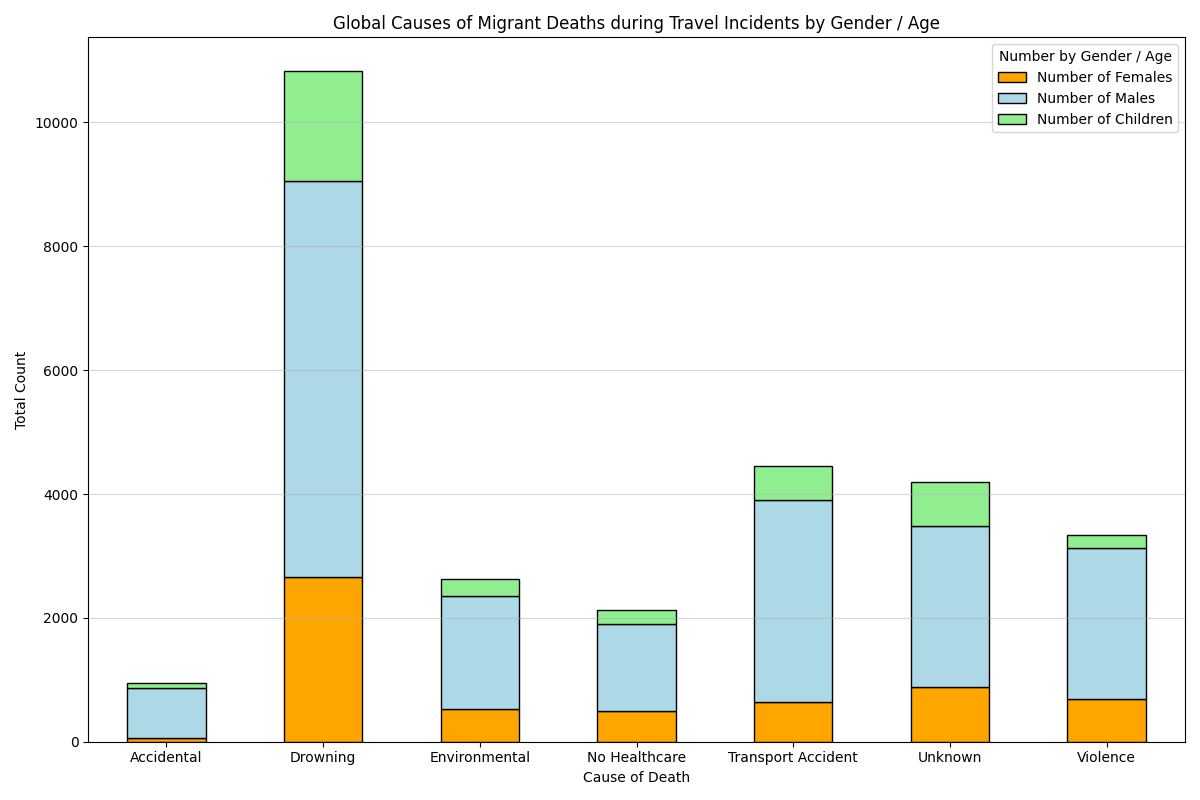 Global Causes of Migrant Deaths during Travel Incidents by Gender / Age
Number by Gender / Age
Number of Females
Number of Males
Number of Children
Total Count
10000
8000
6000
4000
2000
0
Accidental
Drowning
Environmental
No Healthcare
Transport Accident
Unknown
Violence
Cause of Death